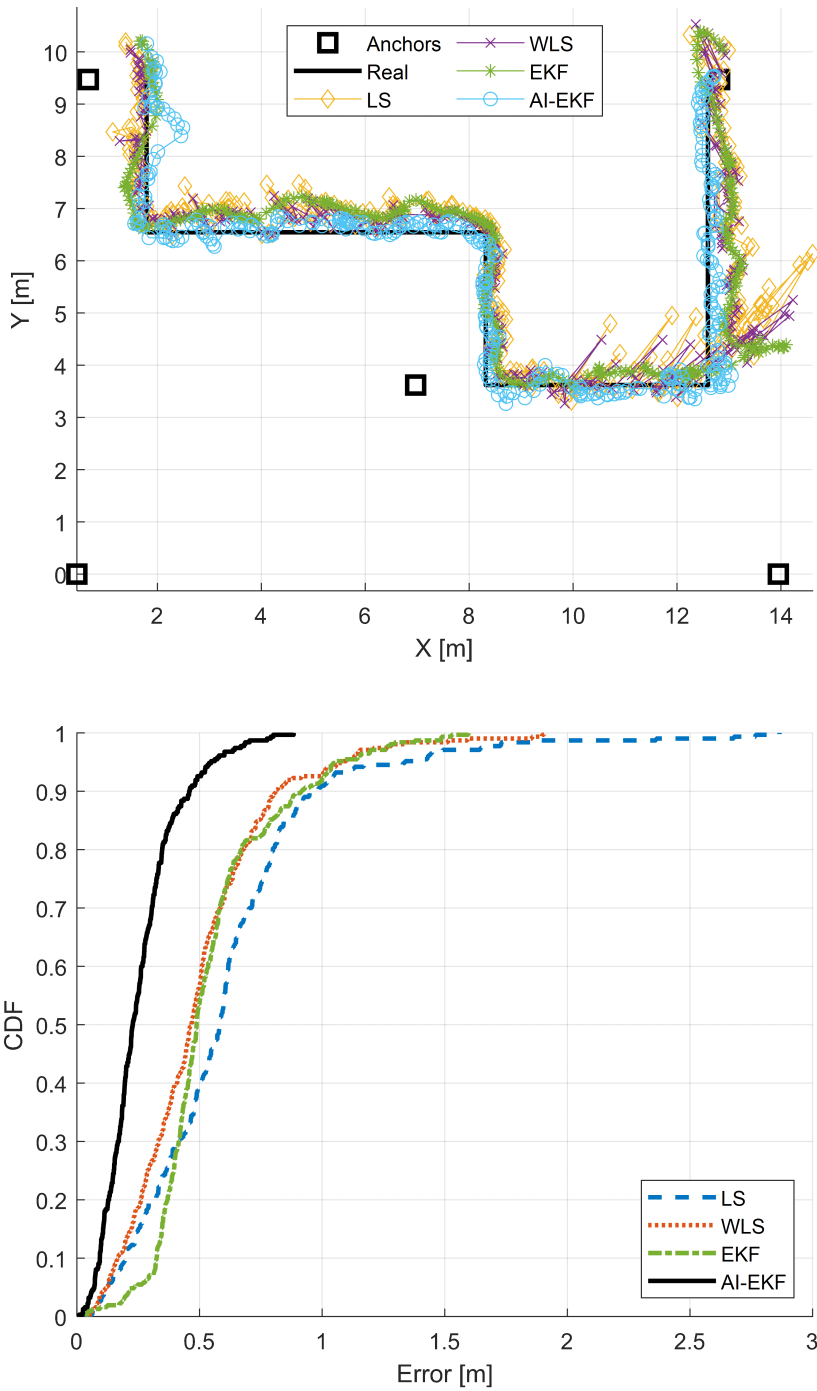 10
9
8
7
6
5
4
3
2
1
0
Y [m]
Anchors
Real
LS
WLS
EKF
AI-EKF
2 4 6 8 10 12 14
X [m]
1
0.9
0.8
0.7
0.6
0.5
0.4
0.3
0.2
0.1
0
CDF
LS
WLS
EKF
AI-EKF
0 0.5 1 1.5 2 2.5 3
Error [m]